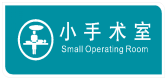 小手术室
Small Operating Room